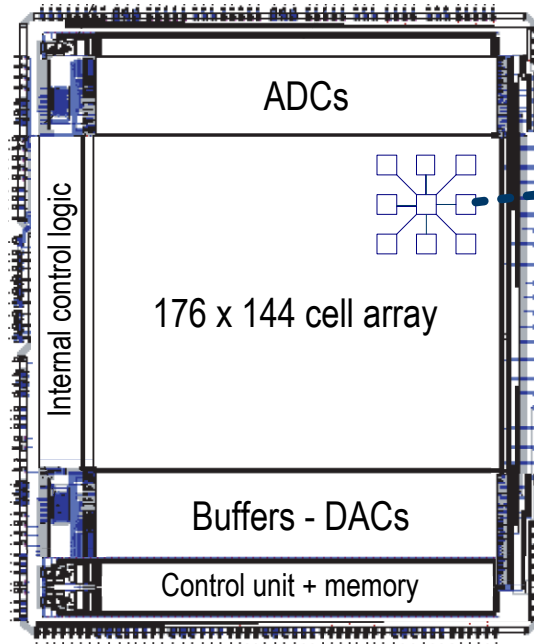 ADCs
Internal control logic
176 x 144 cell array
Buffers - DACs
Control unit + memory